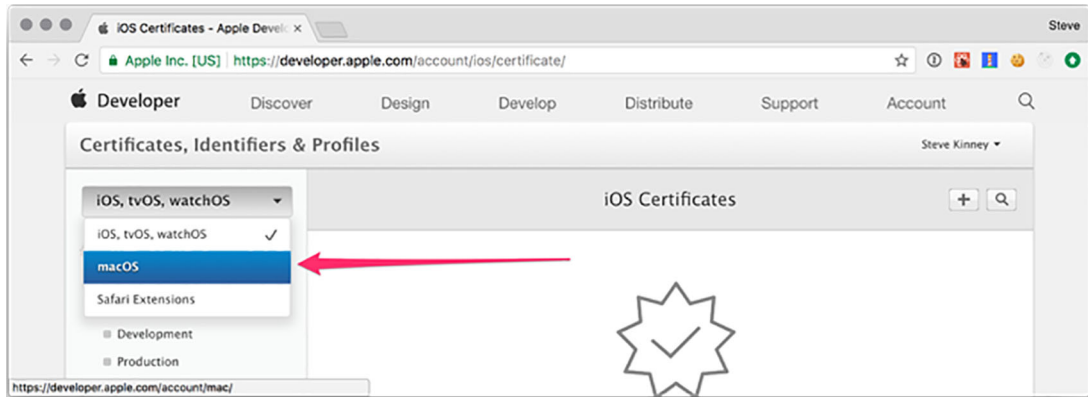 iOS Certificates - Apple Devel
Steve
Apple Inc. [US] https://developer.apple.com/account/ios/certificate/
Developer Discover Design Develop Distribute Support Account
Certificates, Identifiers & Profiles Steve Kinney
iOS, tvOS, watchOS iOS Certificates
iOS, tvOS, watchOS
macOS
Safari Extensions
Development
Production
https://developer.apple.com/account/mac/